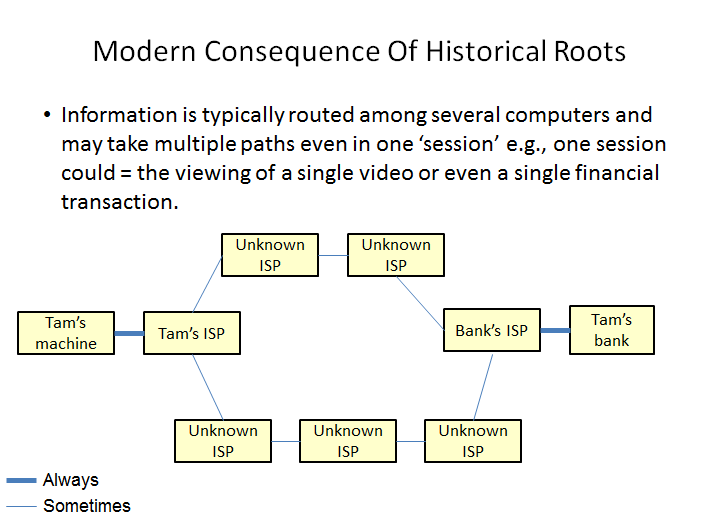 Modern Consequence Of Historical Roots
• Information is typically routed among several computers and
may take multiple paths even in one ‘session’ e.g., one session
could = the viewing of a single video or even a single financial
transaction.
Unknown
ISP
Unknown
ISP
Tam’s
machine
Tam’s ISP
Bank’s ISP
Tam’s
bank
Unknown
ISP
Unknown
ISP
Unknown
ISP
Always
Sometimes